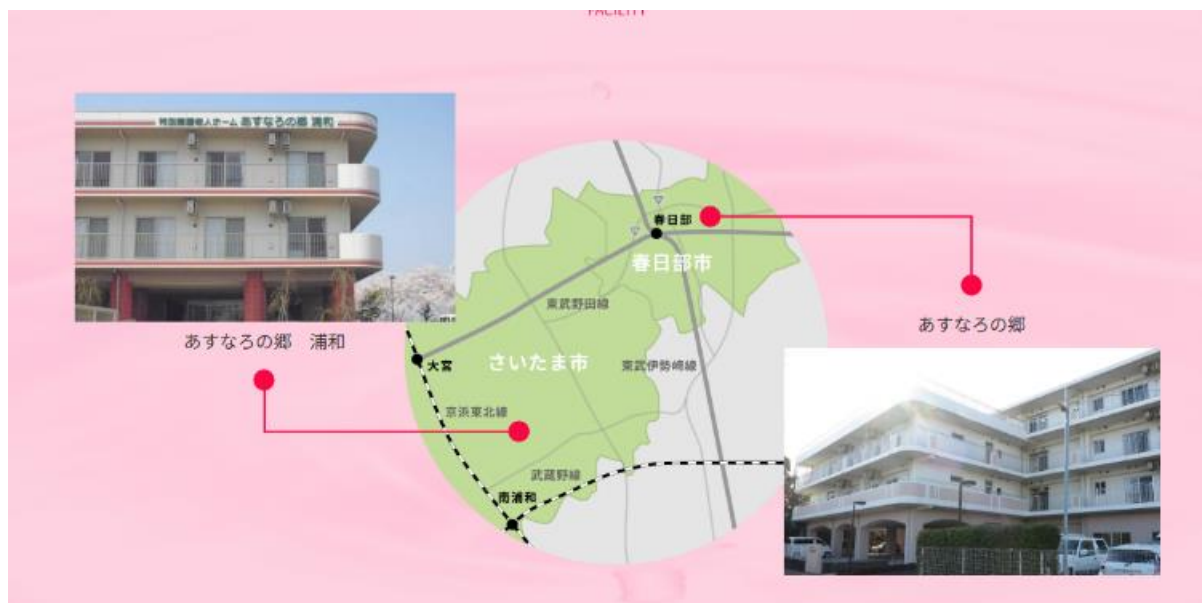 FACILITY
特別養護老人ホーム あすなろの郷 浦和
あすなろの郷 浦和
春日部
春日部市
東武野田線
あすなろの郷
大宮
さいたま市
東武伊勢崎線
京浜東北線
武蔵野線
南浦和